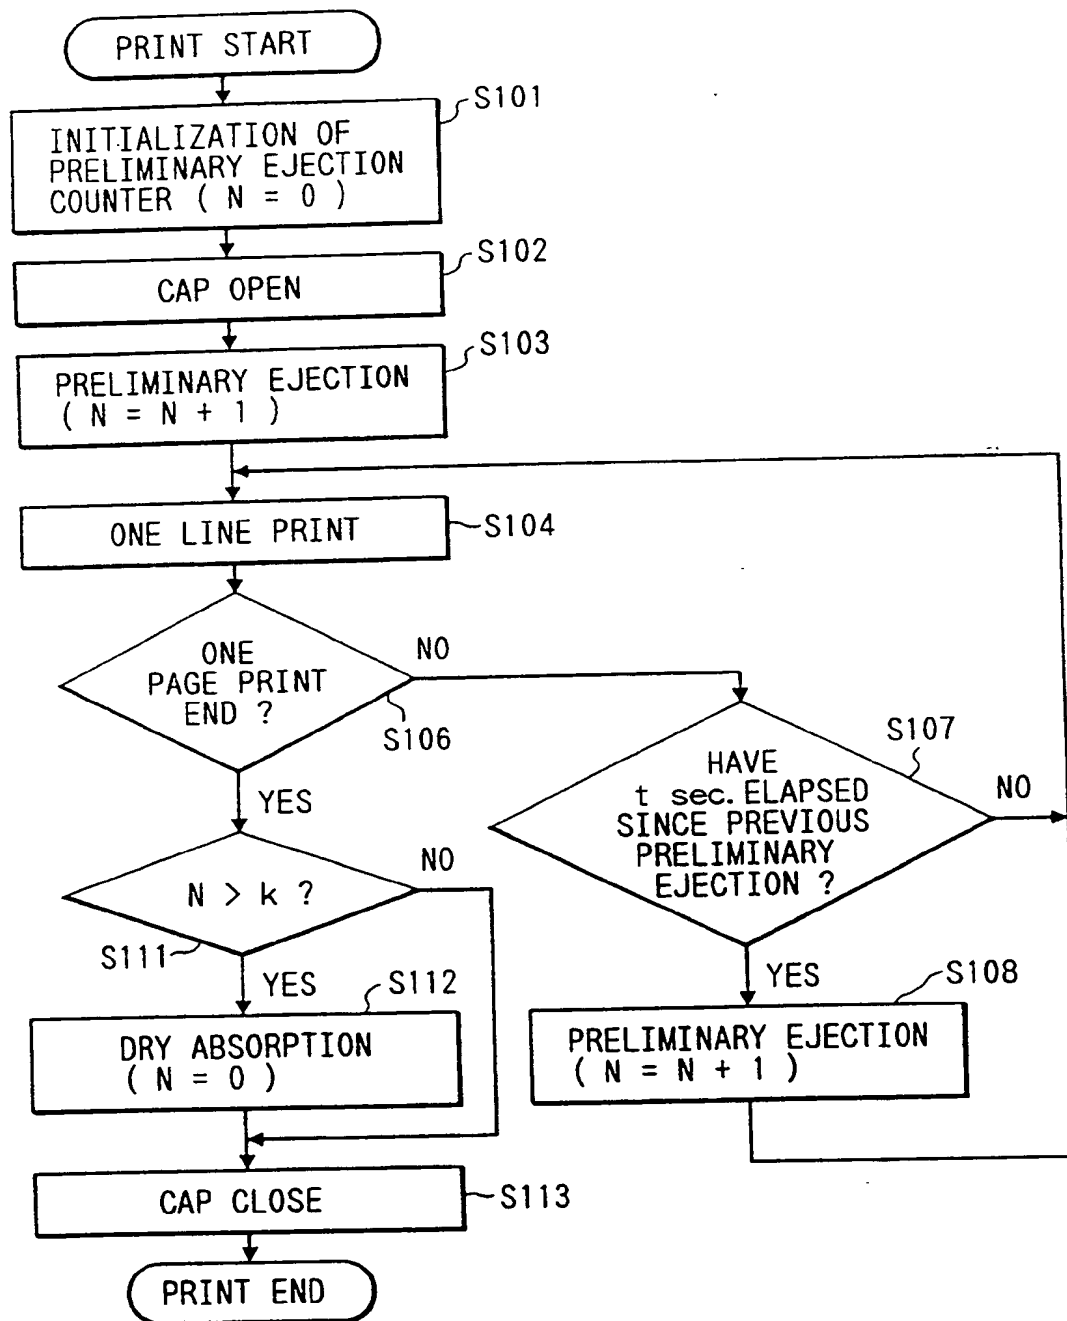 PRINT START
S101
INITIALIZATION OF
PRELIMINARY EJECTION
COUNTER ( N = 0 )
S102
CAP OPEN
S103
PRELIMINARY EJECTION
( N = N + 1 )
ONE LINE PRINT
S104
ONE
PAGE PRINT
END ?
NO
S106
YES
S107
HAVE
t sec. ELAPSED
SINCE PREVIOUS
PRELIMINARY
EJECTION ?
NO
N > k ?
NO
S111
YES
YES
S108
PRELIMINARY EJECTION
( N = N + 1 )
S112
DRY ABSORPTION
( N = 0 )
CAP CLOSE
S113
PRINT END